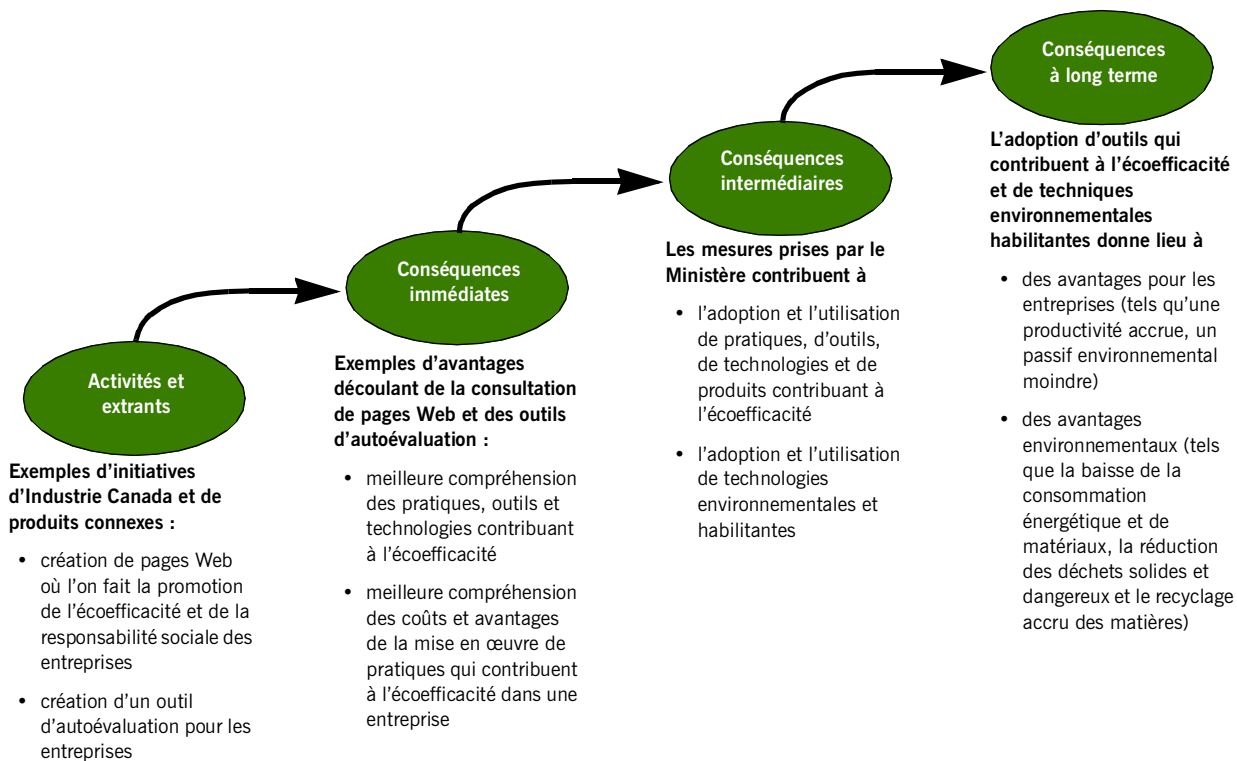 Activités et
extrants
Exemples d’initiatives
d’Industrie Canada et de
produits connexes :
• création de pages Web
où l’on fait la promotion
de l’écoefficacité et de la
responsabilité sociale des
entreprises
• création d’un outil
d’autoévaluation pour les
entreprises
Conséquences
immédiates
Exemples d’avantages
découlant de la consultation
de pages Web et des outils
d’autoévaluation :
• meilleure compréhension
des pratiques, outils et
technologies contribuant
à l’écoefficacité
• meilleure compréhension
des coûts et avantages
de la mise en œuvre de
pratiques qui contribuent
à l’écoefficacité dans une
entreprise
Conséquences
intermédiaires
Les mesures prises par le
Ministère contribuent à
• l’adoption et l’utilisation
de pratiques, d’outils,
de technologies et de
produits contribuant à
l’écoefficacité
• l’adoption et l’utilisation
de technologies
environnementales et
habilitantes
Conséquences
à long terme
L’adoption d’outils qui
contribuent à l’écoefficacité
et de techniques
environnementales
habilitantes donne lieu à
• des avantages pour les
entreprises (tels qu’une
productivité accrue, un
passif environnemental
moindre)
• des avantages
environnementaux (tels
que la baisse de la
consommation
énergétique et de
matériaux, la réduction
des déchets solides et
dangereux et le recyclage
accru des matières)